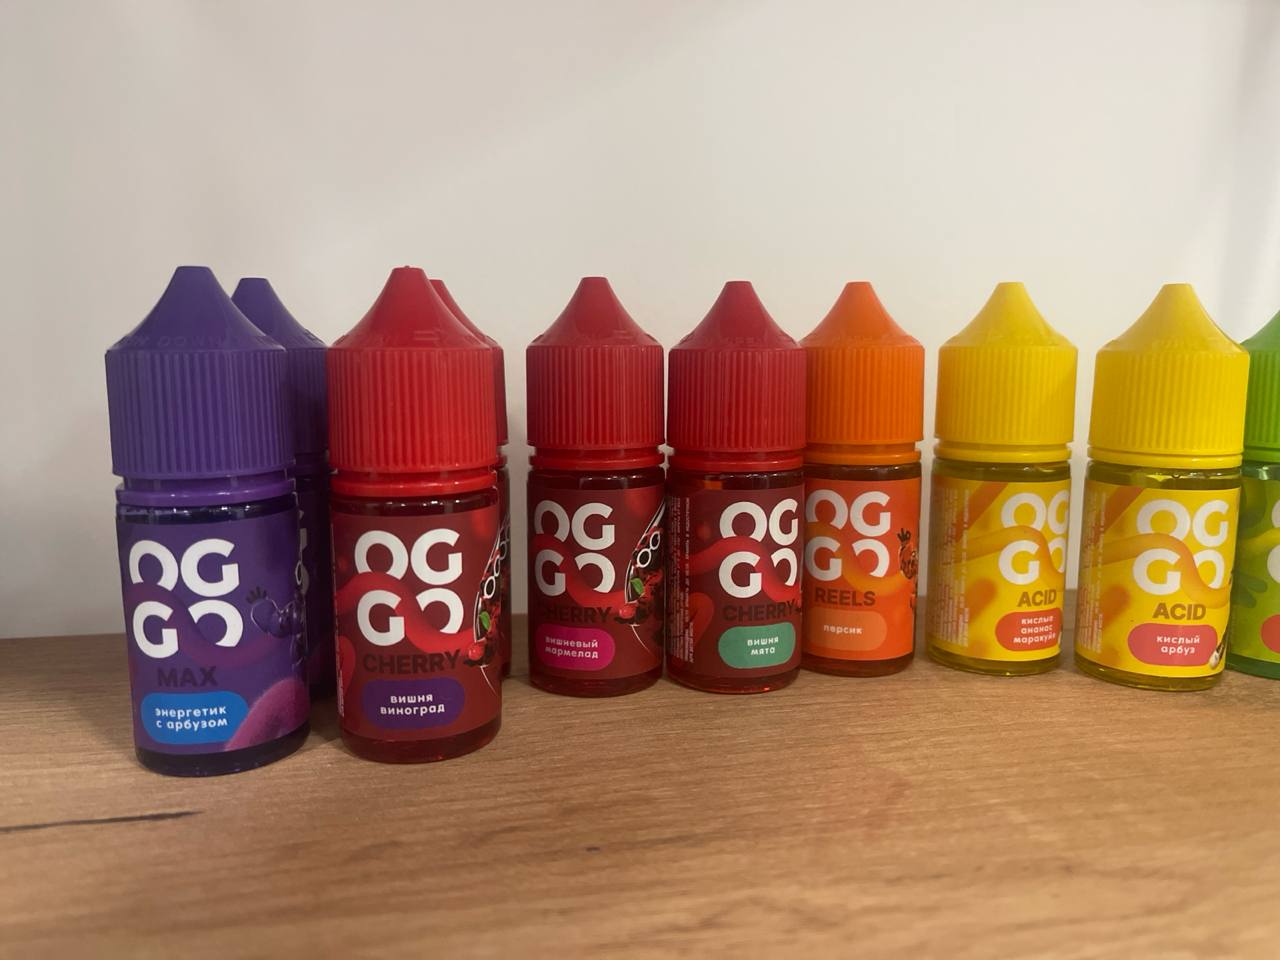 OG
GO
MAX
энергетик
с арбузом
OG
GO
CHERRY
вишня
виноград
OG
GO
CHERRY
вишневый
мармелад
OG
GO
CHERRY
вишня
мята
OG
GO
REELS
персик
OG
GO
ACID
кислые
ананас
маракуйя
OG
GO
ACID
кислый
арбуз